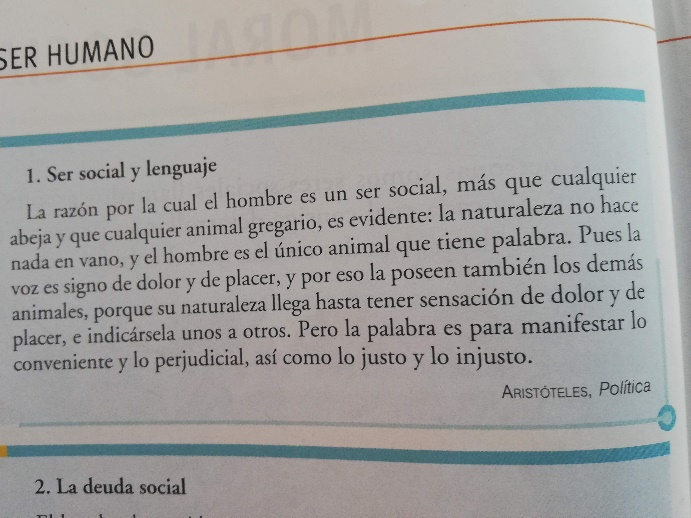 SER HUMANO
1. Ser social y lenguaje
La razón por la cual el hombre es un ser social, más que cualquier
abeja y que cualquier animal gregario, es evidente: la naturaleza no hace
nada en vano, y el hombre es el único animal que tiene palabra. Pues la
voz es signo de dolor y de placer, y por eso la poseen también los demás
animales, porque su naturaleza llega hasta tener sensación de dolor y de
placer, e indicársela unos a otros. Pero la palabra es para manifestar lo
conveniente y lo perjudicial, así como lo justo y lo injusto.
ARISTÓTELES, Política
2. La deuda social